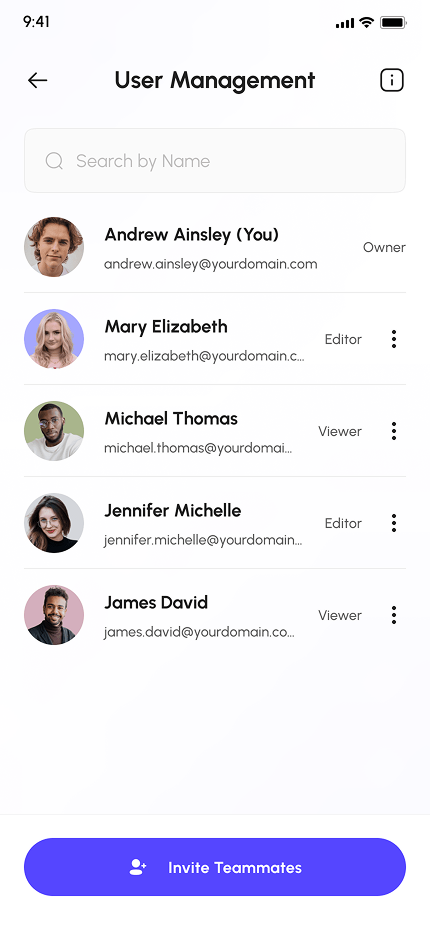 9:41
User Management
Search by Name
Andrew Ainsley (You)
andrew.ainsley@yourdomain.com
Owner
Mary Elizabeth
mary.elizabeth@yourdomain.c...
Editor
Michael Thomas
michael.thomas@yourdomai...
Viewer
Jennifer Michelle
jennifer.michelle@yourdomain...
Editor
James David
james.david@yourdomain.co...
Viewer
Invite Teammates